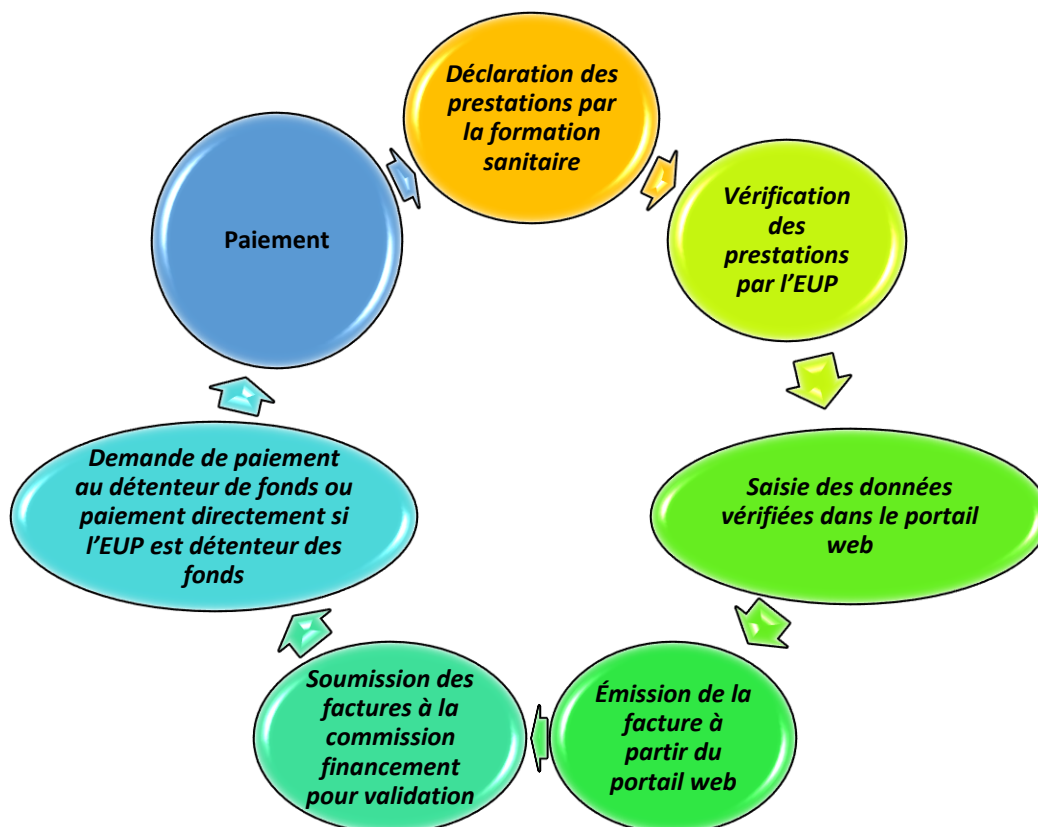 Déclaration des
prestations par
la formation
sanitaire
Vérification
des
prestations
par l’EUP
Saisie des données
vérifiées dans le portail
web
Émission de la
facture à
partir du
portail web
Soumission des
factures à la
commission
financement
pour validation
Demande de paiement
au détenteur de fonds ou
paiement directement si
l’EUP est détenteur des
fonds
Paiement